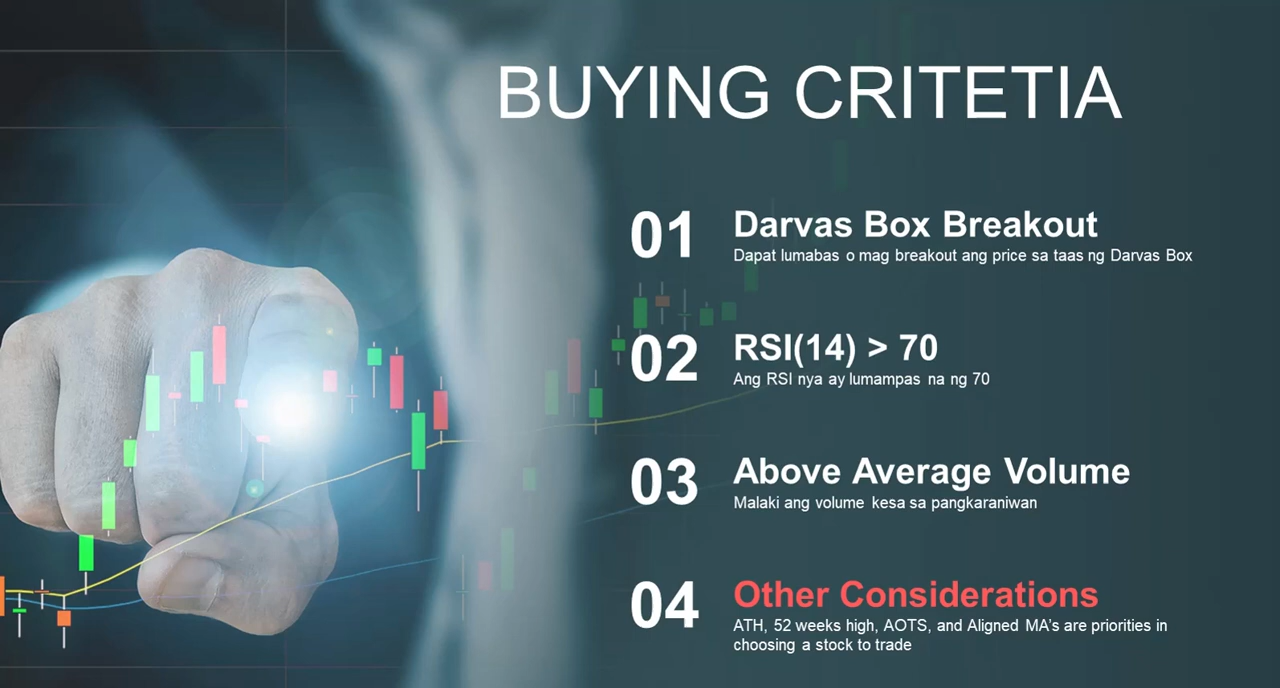 BUYING CRITETIA
01
Darvas Box Breakout
Dapat lumabas o mag breakout ang price sa taas ng Darvas Box
02
RSI(14) > 70
Ang RSI nya ay lumampas na ng 70
03
Above Average Volume
Malaki ang volume kesa sa pangkaraniwan
04
Other Considerations
ATH, 52 weeks high, AOTS, and Aligned MA's are priorities in
choosing a stock to trade